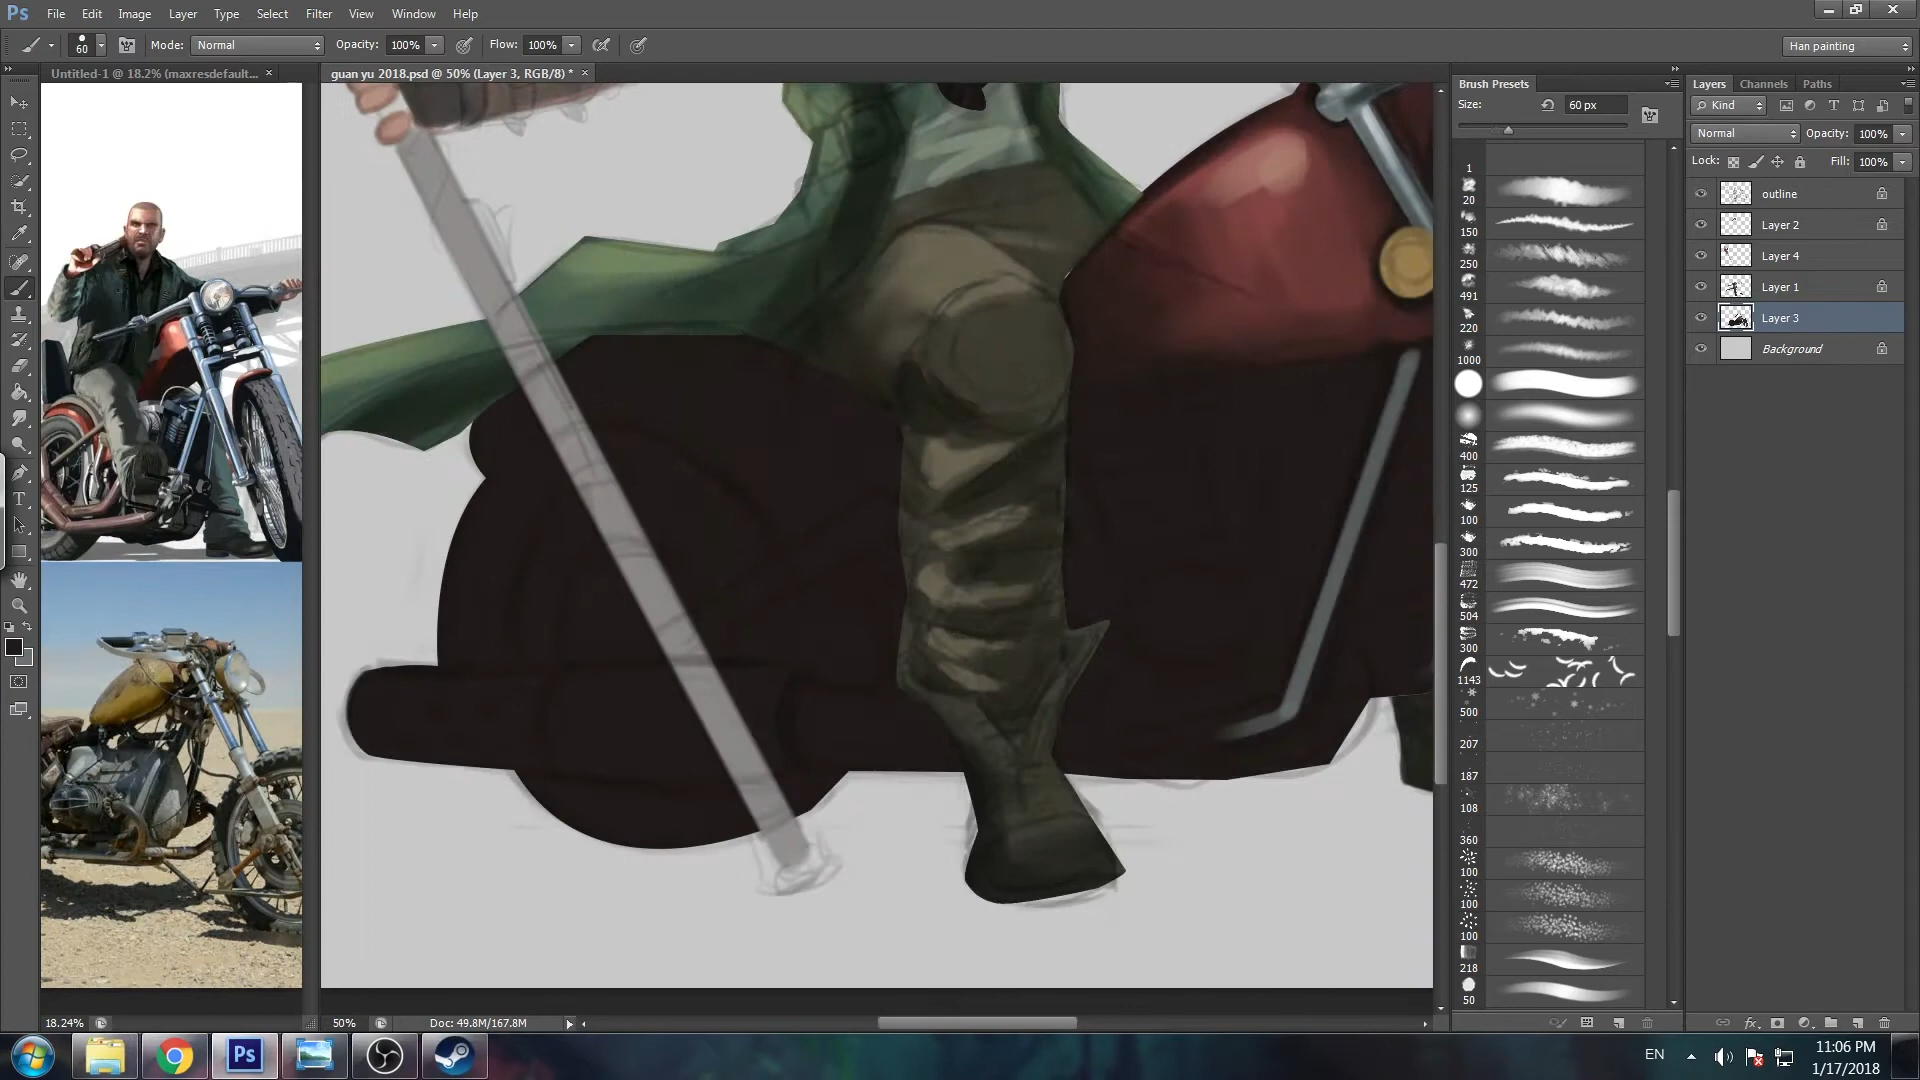 Ps File Edit Image Layer Type Select Filter Analysis View Window Help
60 Mode: Normal Opacity: 100% Flow: 100% Han painting
Untitled-1 @ 18.2% (maxresdefault... ×
guan yu 2018.psd @ 50% (Layer 3, RGB/8) * ×
Brush Presets
Size: 60 px
1
20
150
250
491
220
1000
400
125
100
300
472
504
300
1143
500
207
187
108
360
100
100
100
218
50
Layers Channels Paths
Kind
Normal Opacity: 100%
Lock: Fill: 100%
outline
Layer 2
Layer 4
Layer 1
Layer 3
Background
18.24%
50% Doc: 49.8M/167.8M
Ps
EN
11:06 PM
1/17/2018